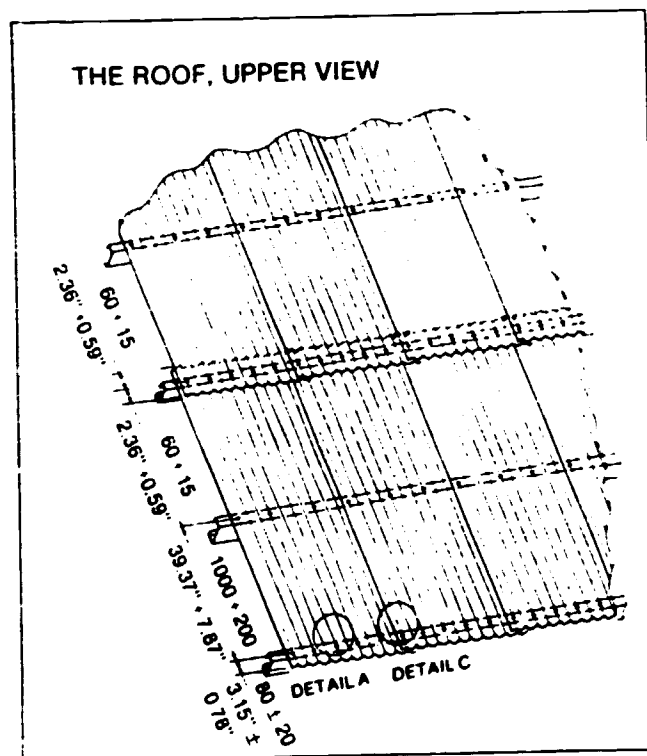 THE ROOF, UPPER VIEW
60 + 15
2.36" +0.59"
60 + 15
2.36" +0.59"
1000 + 200
39.37" + 7.87"
80 ± 20
3.15" ±
0.78"
DETAIL A
DETAIL C